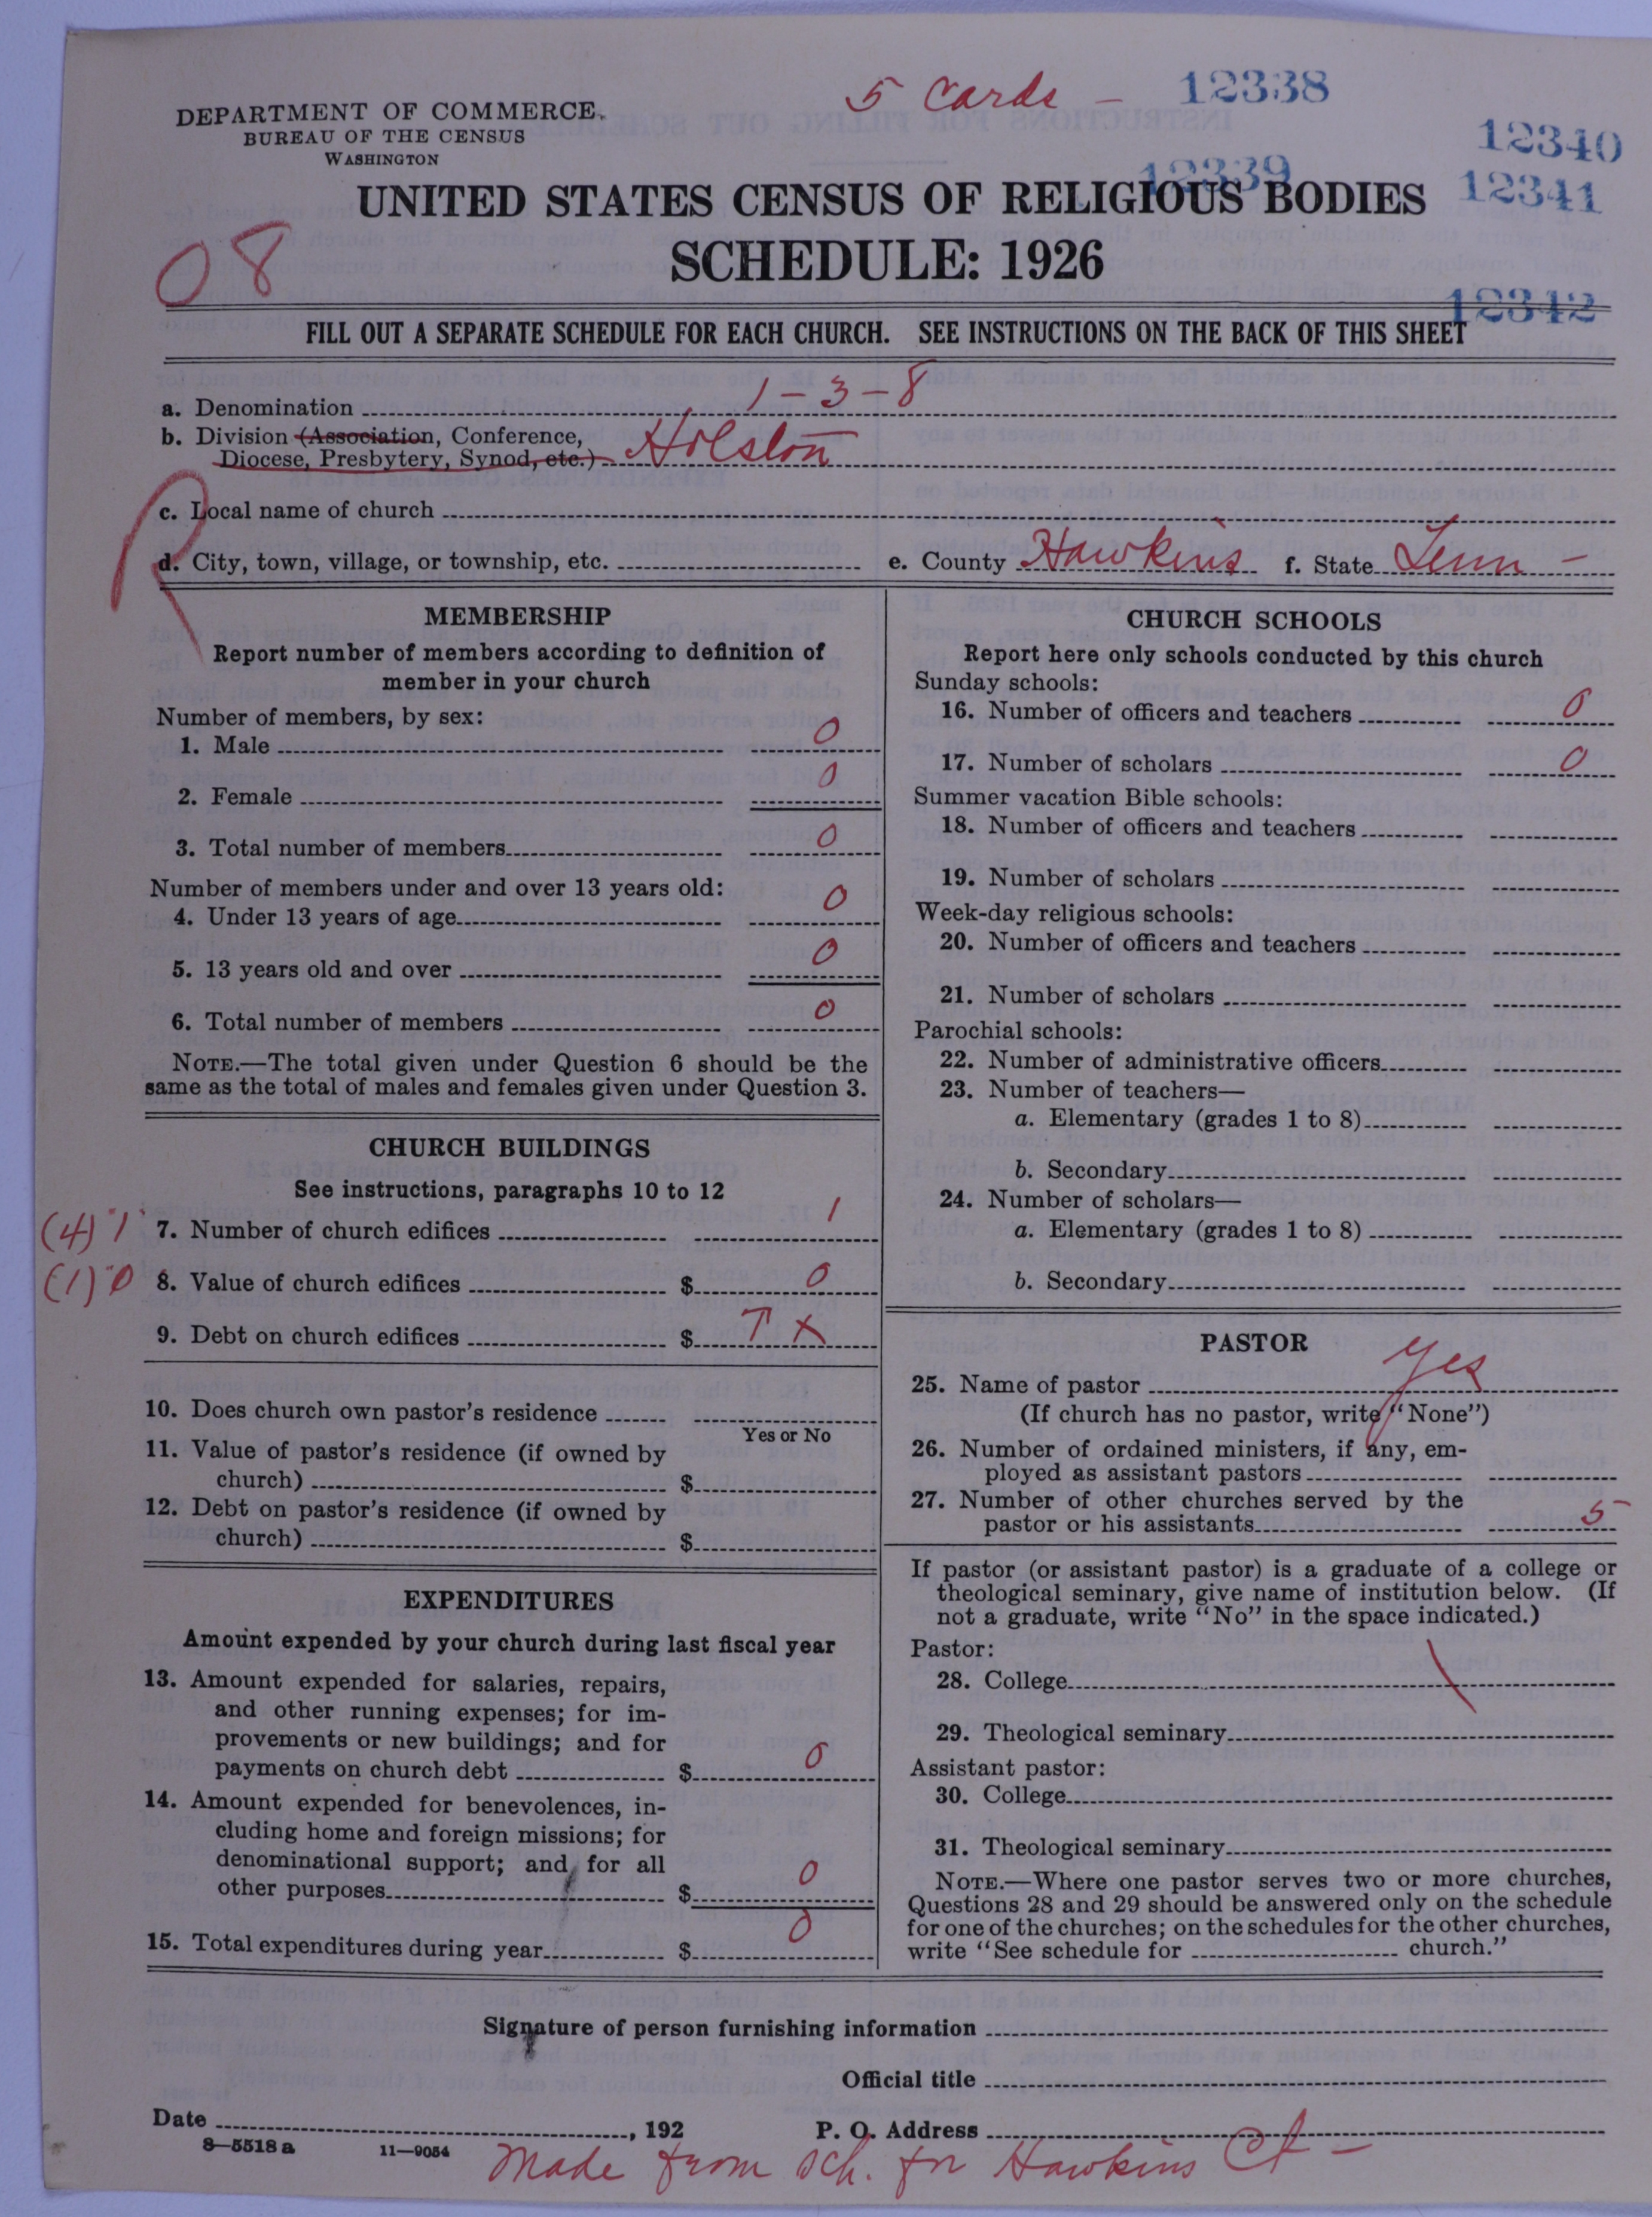 5 Cards - 12338
DEPARTMENT OF COMMERCE
BUREAU OF THE CENSUS
WASHINGTON
12340
12339
12341
UNITED STATES CENSUS OF RELIGIOUS BODIES
08
SCHEDULE: 1926
12342
FILL OUT A SEPARATE SCHEDULE FOR EACH CHURCH. SEE INSTRUCTIONS ON THE BACK OF THIS SHEET
a. Denomination 1-3-8
b. Division (Association, Conference,
Diocese, Presbytery, Synod, etc.) Holston
R
c. Local name of church
d. City, town, village, or township, etc. e. County Hawkins f. State Tenn -
MEMBERSHIP
Report number of members according to definition of
member in your church
Number of members, by sex:
1. Male 0
2. Female 0
3. Total number of members 0
Number of members under and over 13 years old:
4. Under 13 years of age 0
5. 13 years old and over 0
6. Total number of members 0
NOTE.—The total given under Question 6 should be the
same as the total of males and females given under Question 3.
CHURCH BUILDINGS
See instructions, paragraphs 10 to 12
(4) 1 7. Number of church edifices 1
(1) 0 8. Value of church edifices $ 0
9. Debt on church edifices $ T X
10. Does church own pastor's residence
Yes or No
11. Value of pastor's residence (if owned by
church) $
12. Debt on pastor's residence (if owned by
church) $
EXPENDITURES
Amount expended by your church during last fiscal year
13. Amount expended for salaries, repairs,
and other running expenses; for im-
provements or new buildings; and for
payments on church debt $ 0
14. Amount expended for benevolences, in-
cluding home and foreign missions; for
denominational support; and for all
other purposes $ 0
15. Total expenditures during year $ 0
CHURCH SCHOOLS
Report here only schools conducted by this church
Sunday schools:
16. Number of officers and teachers 0
17. Number of scholars 0
Summer vacation Bible schools:
18. Number of officers and teachers
19. Number of scholars
Week-day religious schools:
20. Number of officers and teachers
21. Number of scholars
Parochial schools:
22. Number of administrative officers
23. Number of teachers—
a. Elementary (grades 1 to 8)
b. Secondary
24. Number of scholars—
a. Elementary (grades 1 to 8)
b. Secondary
PASTOR
25. Name of pastor yes
(If church has no pastor, write "None")
26. Number of ordained ministers, if any, em-
ployed as assistant pastors
27. Number of other churches served by the
pastor or his assistants 5
If pastor (or assistant pastor) is a graduate of a college or
theological seminary, give name of institution below. (If
not a graduate, write "No" in the space indicated.)
Pastor:
28. College \
29. Theological seminary
Assistant pastor:
30. College
31. Theological seminary
NOTE.—Where one pastor serves two or more churches,
Questions 28 and 29 should be answered only on the schedule
for one of the churches; on the schedules for the other churches,
write "See schedule for church."
Signature of person furnishing information
Official title
Date , 192 P. O. Address
8—5518 a 11—9054
Made from sch. for Hawkins Ct -